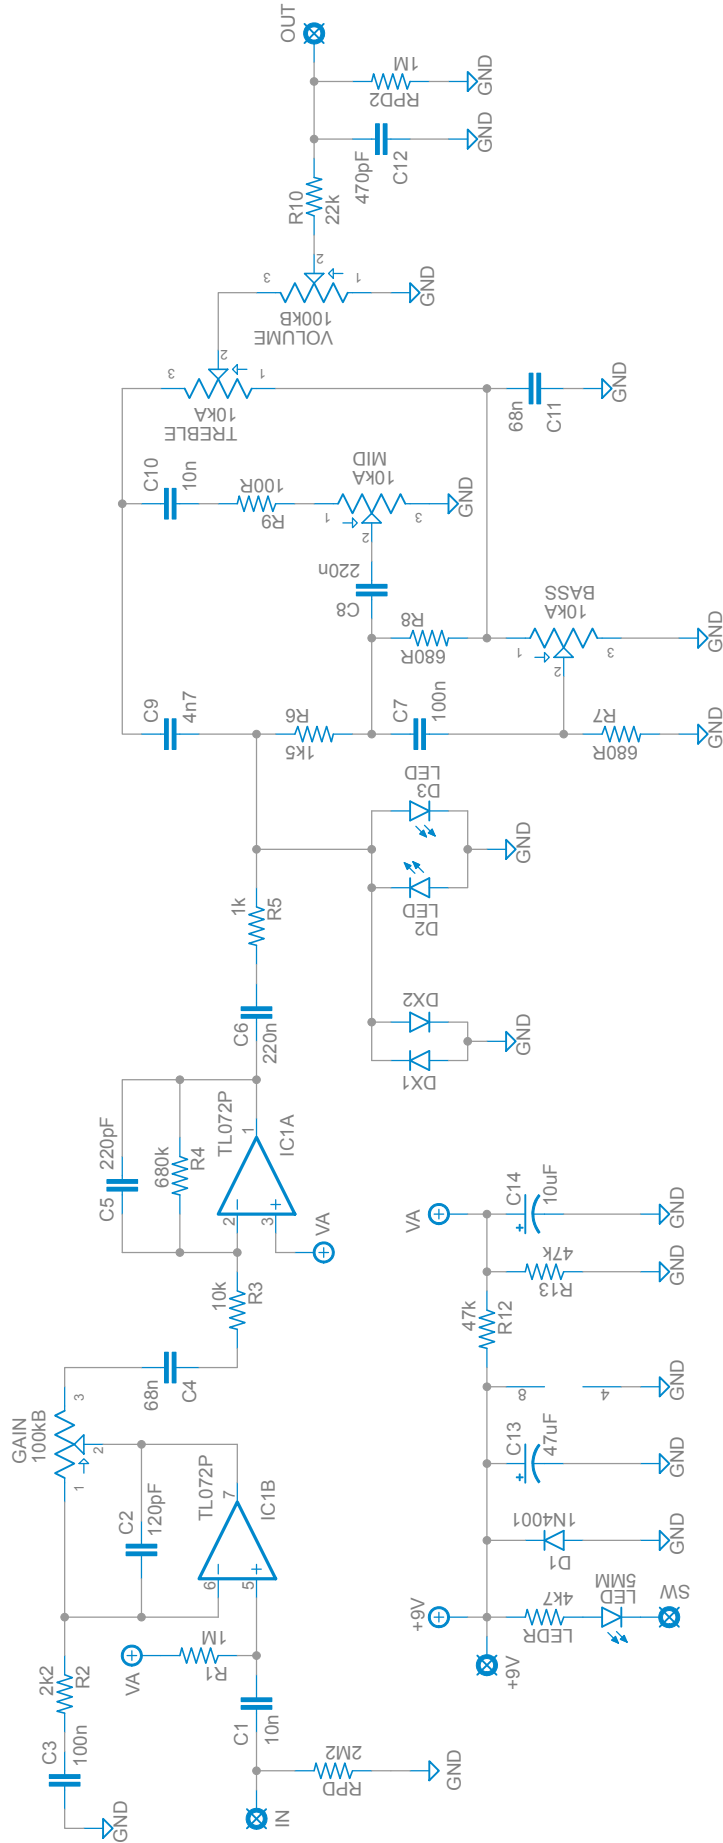 GND
C3
100n
2k2
R2
VA
R1
1M
IN
RPD
2M2
GND
C1
10n
GAIN
100kB
1
2
3
C2
120pF
6
5
7
TL072P
IC1B
68n
C4
10k
R3
C5
220pF
680k
R4
2
3
1
TL072P
IC1A
VA
C6
220n
1k
R5
DX1
DX2
GND
D2
LED
D3
LED
GND
C9
4n7
R6
1k5
C7
100n
R7
680R
GND
R8
680R
C8
220n
BASS
10kA
1
2
3
GND
C10
10n
R9
100R
MID
10kA
1
2
3
GND
TREBLE
10kA
1
2
3
68n
C11
GND
VOLUME
100kB
1
2
3
GND
R10
22k
470pF
C12
GND
RPD2
1M
GND
OUT
+9V
+9V
LEDR
4k7
LED
5MM
SW
D1
1N4001
GND
C13
47uF
GND
8
4
GND
47k
R12
R13
47k
GND
VA
C14
10uF
GND